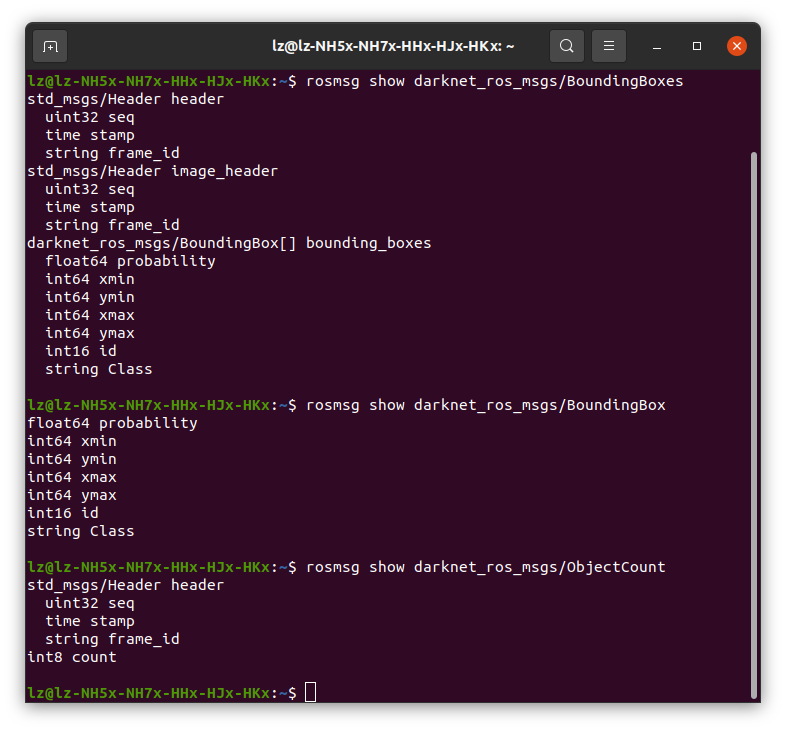 lz@lz-NH5x-NH7x-HHx-HJx-HKx: ~
lz@lz-NH5x-NH7x-HHx-HJx-HKx:~$ rosmsg show darknet_ros_msgs/BoundingBoxes
std_msgs/Header header
  uint32 seq
  time stamp
  string frame_id
std_msgs/Header image_header
  uint32 seq
  time stamp
  string frame_id
darknet_ros_msgs/BoundingBox[] bounding_boxes
  float64 probability
  int64 xmin
  int64 ymin
  int64 xmax
  int64 ymax
  int16 id
  string Class
lz@lz-NH5x-NH7x-HHx-HJx-HKx:~$ rosmsg show darknet_ros_msgs/BoundingBox
float64 probability
int64 xmin
int64 ymin
int64 xmax
int64 ymax
int16 id
string Class
lz@lz-NH5x-NH7x-HHx-HJx-HKx:~$ rosmsg show darknet_ros_msgs/ObjectCount
std_msgs/Header header
  uint32 seq
  time stamp
  string frame_id
int8 count
lz@lz-NH5x-NH7x-HHx-HJx-HKx:~$